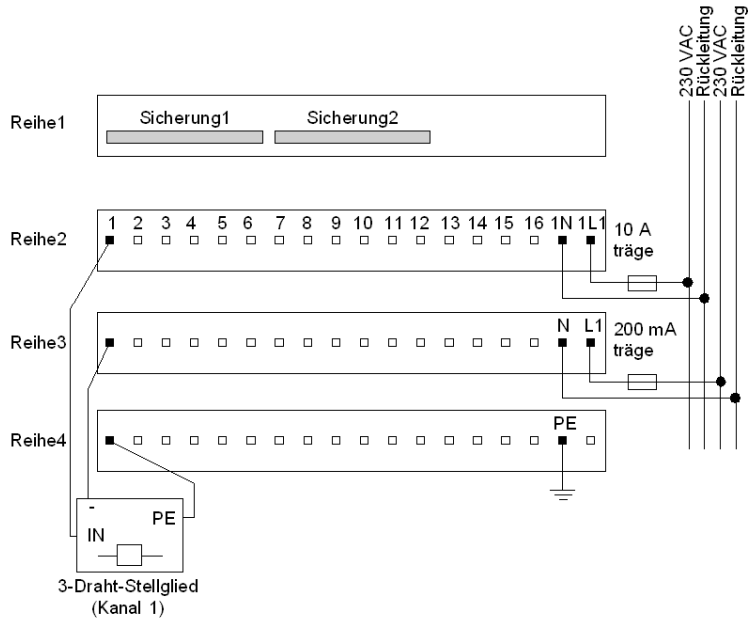 230 VAC
Rückleitung
230 VAC
Rückleitung
Reihe1
Sicherung1 Sicherung2
Reihe2
1 2 3 4 5 6 7 8 9 10 11 12 13 14 15 16 1N 1L1
10 A
träge
Reihe3
N L1
200 mA
träge
Reihe4
PE
-
PE
IN
3-Draht-Stellglied
(Kanal 1)